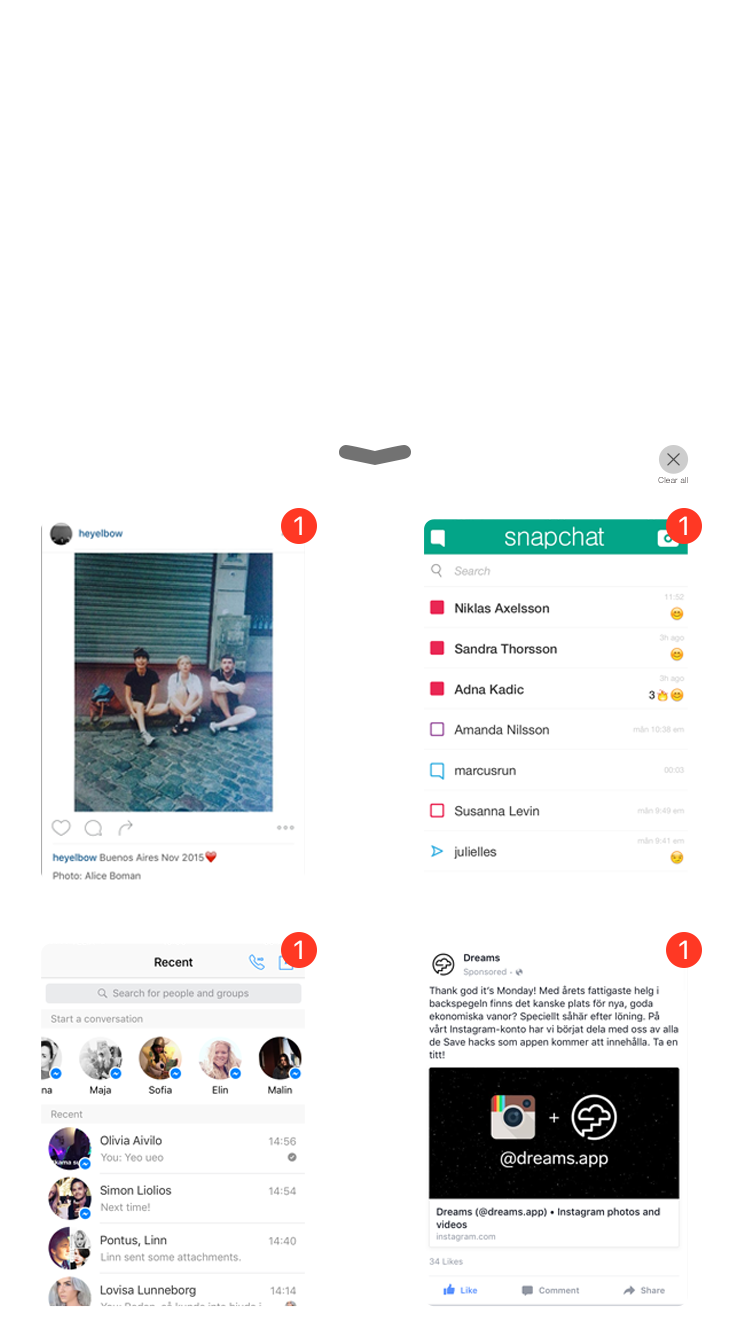 Clear all
1
heyelbow
heyelbow Buenos Aires Nov 2015❤️
Photo: Alice Boman
1
snapchat
Search
11:52
Niklas Axelsson 😊
3h ago
Sandra Thorsson 😊
3h ago
Adna Kadic 3🔥😊
Amanda Nilsson mån 10:38 em
marcusrun 00:03
Susanna Levin mån 9:49 em
mån 9:41 em
julielles 😏
1
Recent
Search for people and groups
Start a conversation
na Maja Sofia Elin Malin
Recent
Olivia Aivilo 14:56
You: Yeo ueo
Simon Liolios 14:54
Next time!
Pontus, Linn 14:40
Linn sent some attachments.
Lovisa Lunneborg 14:14
1
Dreams
Sponsored ·
Thank god it's Monday! Med årets fattigaste helg i
backspegeln finns det kanske plats för nya, goda
ekonomiska vanor? Speciellt såhär efter löning. På
vårt Instagram-konto har vi börjat dela med oss av alla
de Save hacks som appen kommer att innehålla. Ta en
titt!
+
@dreams.app
Dreams (@dreams.app) • Instagram photos and
videos
instagram.com
34 Likes
Like Comment Share